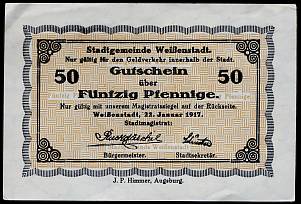 Stadtgemeinde Weißenstadt.
Nur gültig für den Geldverkehr innerhalb der Stadt.
50 Gutschein 50
über
Fünfzig Pfennige.
Nur gültig mit unserem Magistratssiegel auf der Rückseite.
Weißenstadt, 22. Januar 1917.
Stadtmagistrat:
Bürgermeister. Stadtsekretär.
J. P. Himmer, Augsburg.